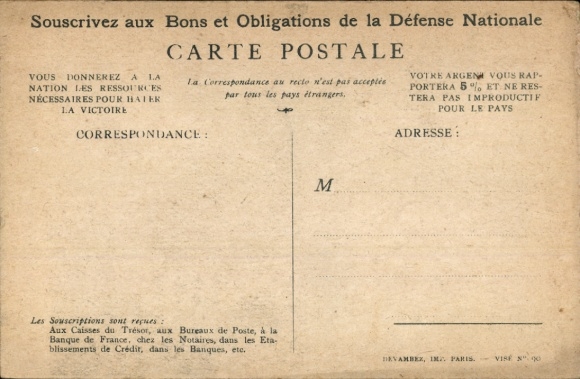 Souscrivez aux Bons et Obligations de la Défense Nationale
CARTE POSTALE
VOUS DONNEREZ A LA
NATION LES RESSOURCES
NÉCESSAIRES POUR HATER
LA VICTOIRE
La Correspondance au recto n'est pas acceptée
par tous les pays étrangers.
VOTRE ARGENT VOUS RAP-
PORTERA 5 % ET NE RES-
TERA PAS IMPRODUCTIF
POUR LE PAYS
CORRESPONDANCE :
ADRESSE :
M
Les Souscriptions sont reçues :
Aux Caisses du Trésor, aux Bureaux de Poste, à la
Banque de France, chez les Notaires, dans les Eta-
blissements de Crédit, dans les Banques, etc.
DEVAMBEZ, IMP. PARIS. — VISÉ N° 90